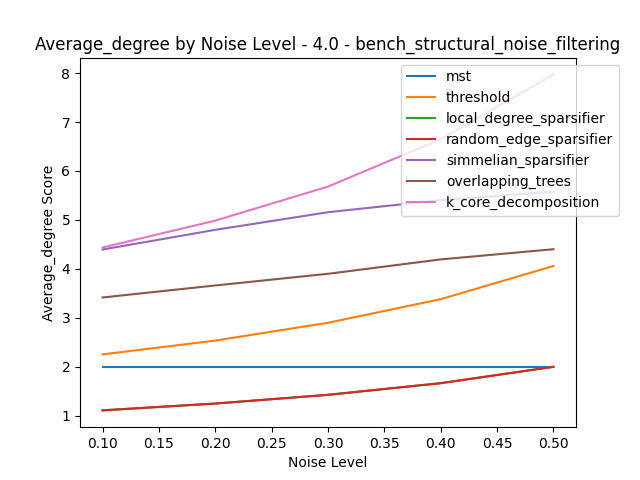 Average_degree by Noise Level - 4.0 - bench_structural_noise_filtering
mst
threshold
local_degree_sparsifier
random_edge_sparsifier
simmelian_sparsifier
overlapping_trees
k_core_decomposition
Average_degree Score
8
7
6
5
4
3
2
1
0.10 0.15 0.20 0.25 0.30 0.35 0.40 0.45 0.50
Noise Level